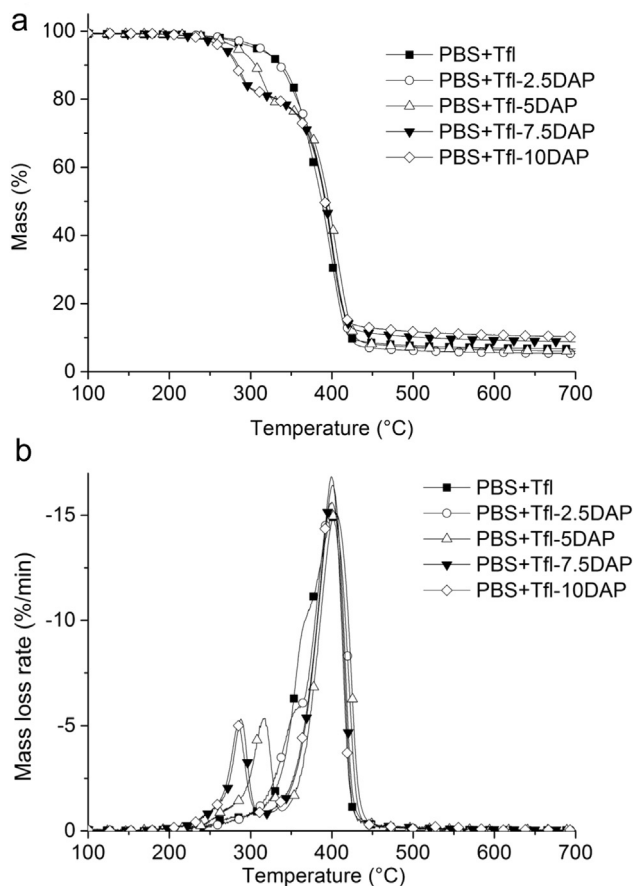 a
100
80
60
40
20
0
Mass (%)
PBS+Tfl
PBS+Tfl-2.5DAP
PBS+Tfl-5DAP
PBS+Tfl-7.5DAP
PBS+Tfl-10DAP
100 200 300 400 500 600 700
Temperature (°C)
b
-15
-10
-5
0
Mass loss rate (%/min)
PBS+Tfl
PBS+Tfl-2.5DAP
PBS+Tfl-5DAP
PBS+Tfl-7.5DAP
PBS+Tfl-10DAP
100 200 300 400 500 600 700
Temperature (°C)